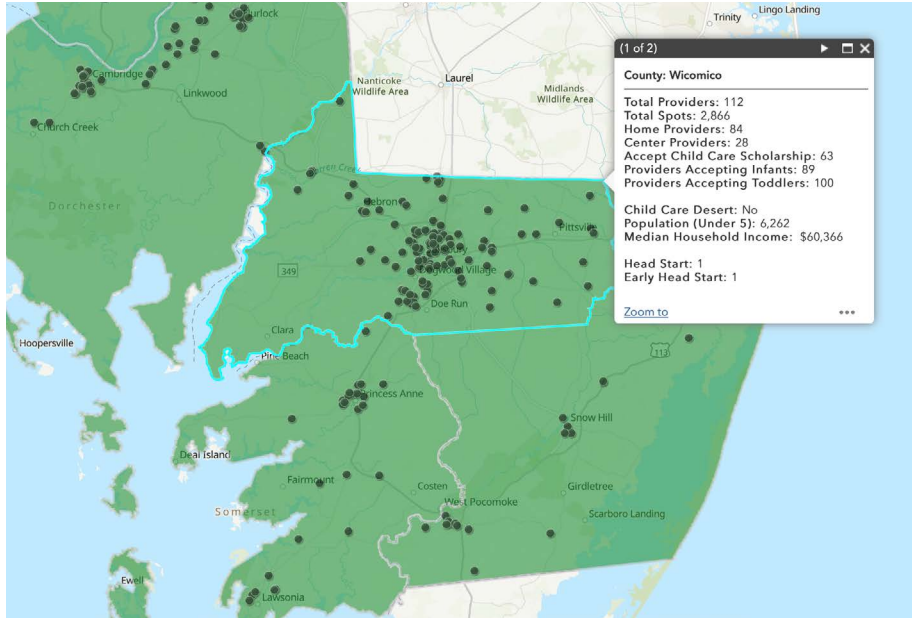 Trinity
Lingo Landing
(1 of 2)
County: Wicomico
Total Providers: 112
Total Spots: 2,866
Home Providers: 84
Center Providers: 28
Accept Child Care Scholarship: 63
Providers Accepting Infants: 89
Providers Accepting Toddlers: 100
Child Care Desert: No
Population (Under 5): 6,262
Median Household Income: $60,366
Head Start: 1
Early Head Start: 1
Zoom to
Cambridge
Linkwood
Church Creek
Nanticoke
Wildlife Area
Laurel
Midlands
Wildlife Area
Dorchester
Hebron
Pittsville
349
Dogwood Village
Doe Run
Clara
Hoopersville
Pine Beach
113
Princess Anne
Snow Hill
Deal Island
Fairmount
Costen
Girdletree
West Pocomoke
Somerset
Scarboro Landing
Ewell
Lawsonia